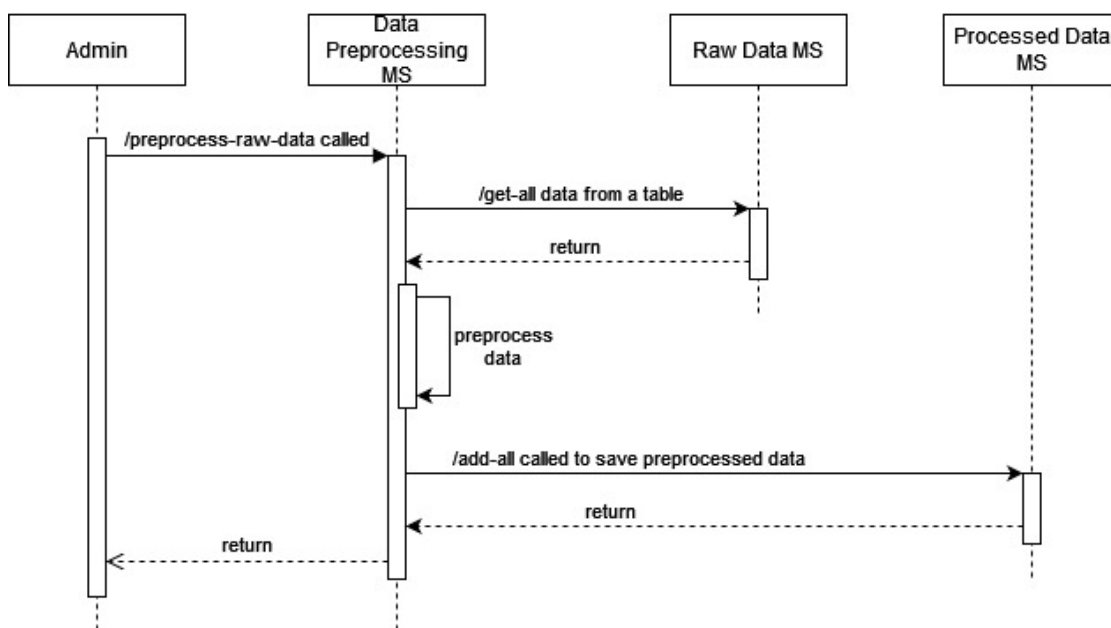 Admin
Data
Preprocessing
MS
Raw Data MS
Processed Data
MS
/preprocess-raw-data called
/get-all data from a table
return
preprocess
data
/add-all called to save preprocessed data
return
return